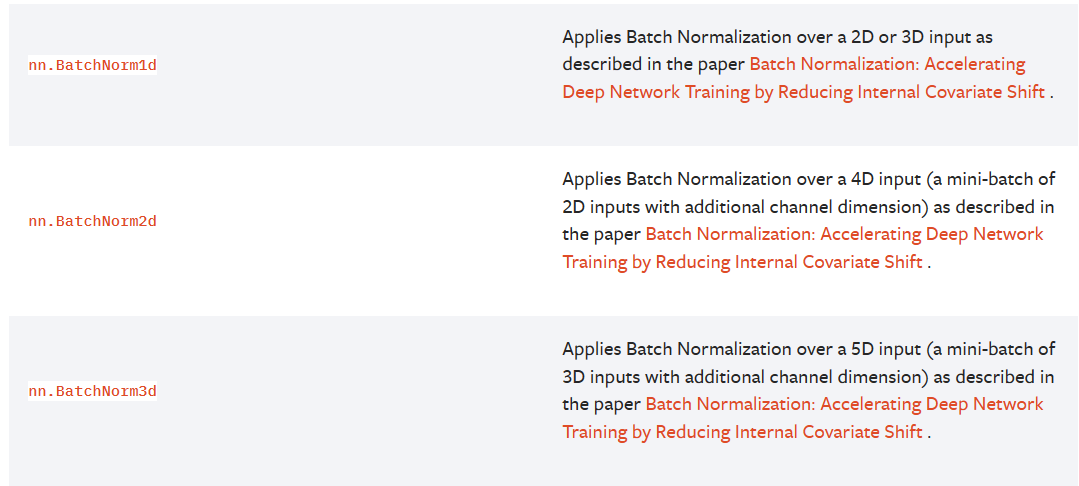 Applies Batch Normalization over a 2D or 3D input as
nn.BatchNorm1d
described in the paper Batch Normalization: Accelerating
Deep Network Training by Reducing Internal Covariate Shift .
Applies Batch Normalization over a 4D input (a mini-batch of
nn.BatchNorm2d
2D inputs with additional channel dimension) as described in
the paper Batch Normalization: Accelerating Deep Network
Training by Reducing Internal Covariate Shift .
Applies Batch Normalization over a 5D input (a mini-batch of
nn.BatchNorm3d
3D inputs with additional channel dimension) as described in
the paper Batch Normalization: Accelerating Deep Network
Training by Reducing Internal Covariate Shift .